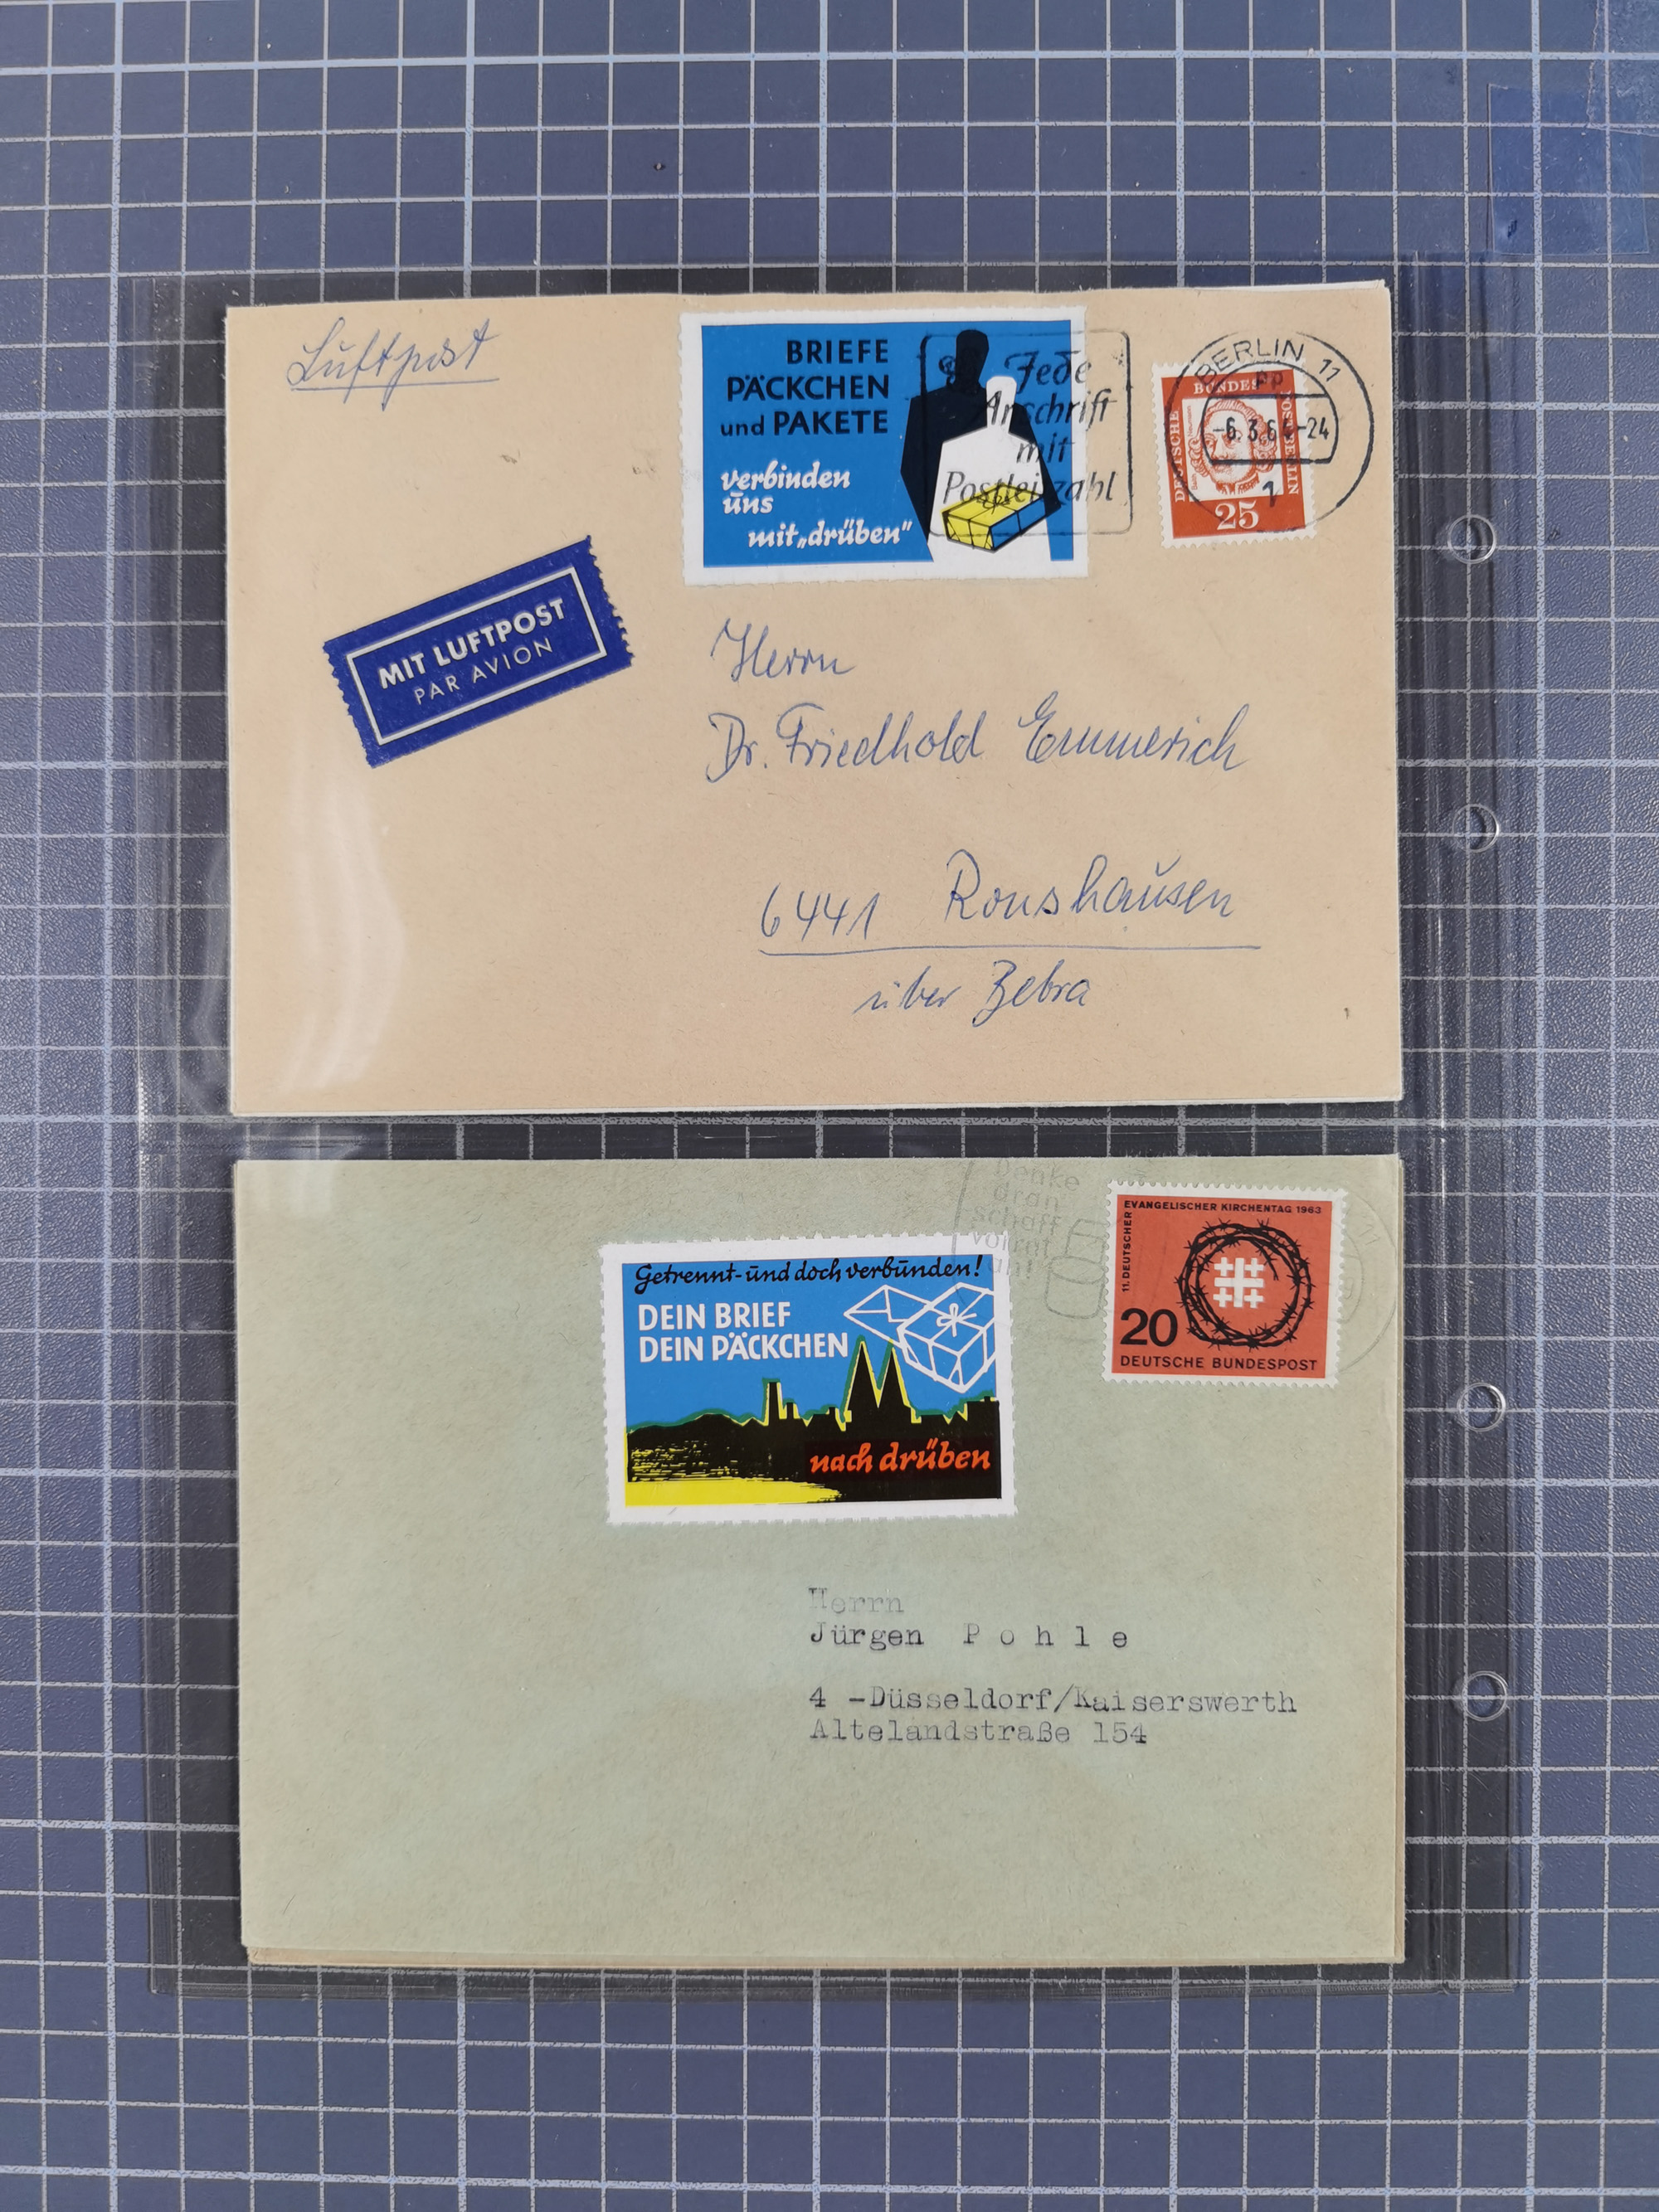 Luftpost
BRIEFE
PÄCKCHEN
und PAKETE
verbinden
uns
mit „drüben"
Jede
Anschrift
mit
Postleitzahl
BERLIN 11
-6.3.64-24
DEUTSCHE
BUNDESPOST
BERLIN
25
MIT LUFTPOST
PAR AVION
Herrn
Dr. Friedhold Emmerich
6441 Ronshausen
über Bebra
Denke
dran
schaff
Vorrat
an!
11. DEUTSCHER
EVANGELISCHER KIRCHENTAG 1963
20
DEUTSCHE BUNDESPOST
Getrennt-und doch verbunden!
DEIN BRIEF
DEIN PÄCKCHEN
nach drüben
Herrn
Jürgen P o h l e
4 -Düsseldorf/Kaiserswerth
Altelandstraße 154